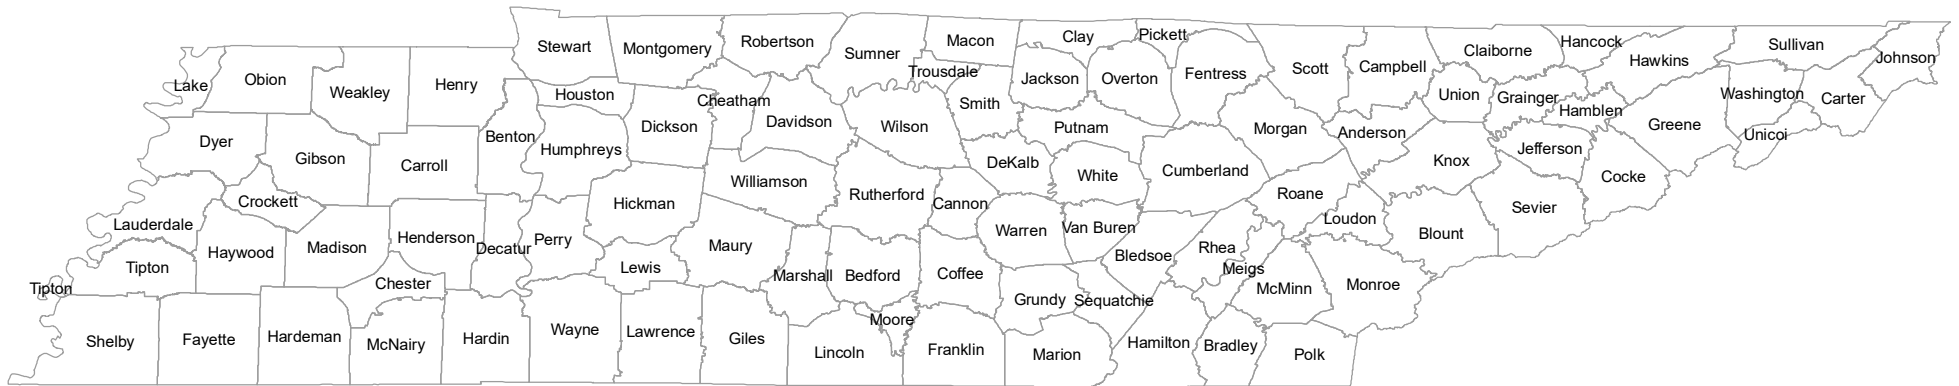 Stewart
Montgomery
Robertson
Sumner
Macon
Clay
Pickett
Hancock
Claiborne
Sullivan
Hawkins
Johnson
Lake
Obion
Weakley
Henry
Houston
Cheatham
Trousdale
Jackson
Overton
Fentress
Scott
Campbell
Union
Grainger
Hamblen
Washington
Carter
Unicoi
Dyer
Gibson
Carroll
Benton
Humphreys
Dickson
Davidson
Wilson
Smith
Putnam
Morgan
Anderson
Greene
Crockett
DeKalb
White
Cumberland
Knox
Jefferson
Cocke
Lauderdale
Haywood
Madison
Henderson
Decatur
Perry
Hickman
Williamson
Rutherford
Cannon
Warren
Van Buren
Roane
Loudon
Blount
Sevier
Tipton
Tipton
Chester
Lewis
Maury
Marshall
Bedford
Coffee
Grundy
Sequatchie
Bledsoe
Rhea
Meigs
McMinn
Monroe
Shelby
Fayette
Hardeman
McNairy
Hardin
Wayne
Lawrence
Giles
Lincoln
Moore
Franklin
Marion
Hamilton
Bradley
Polk